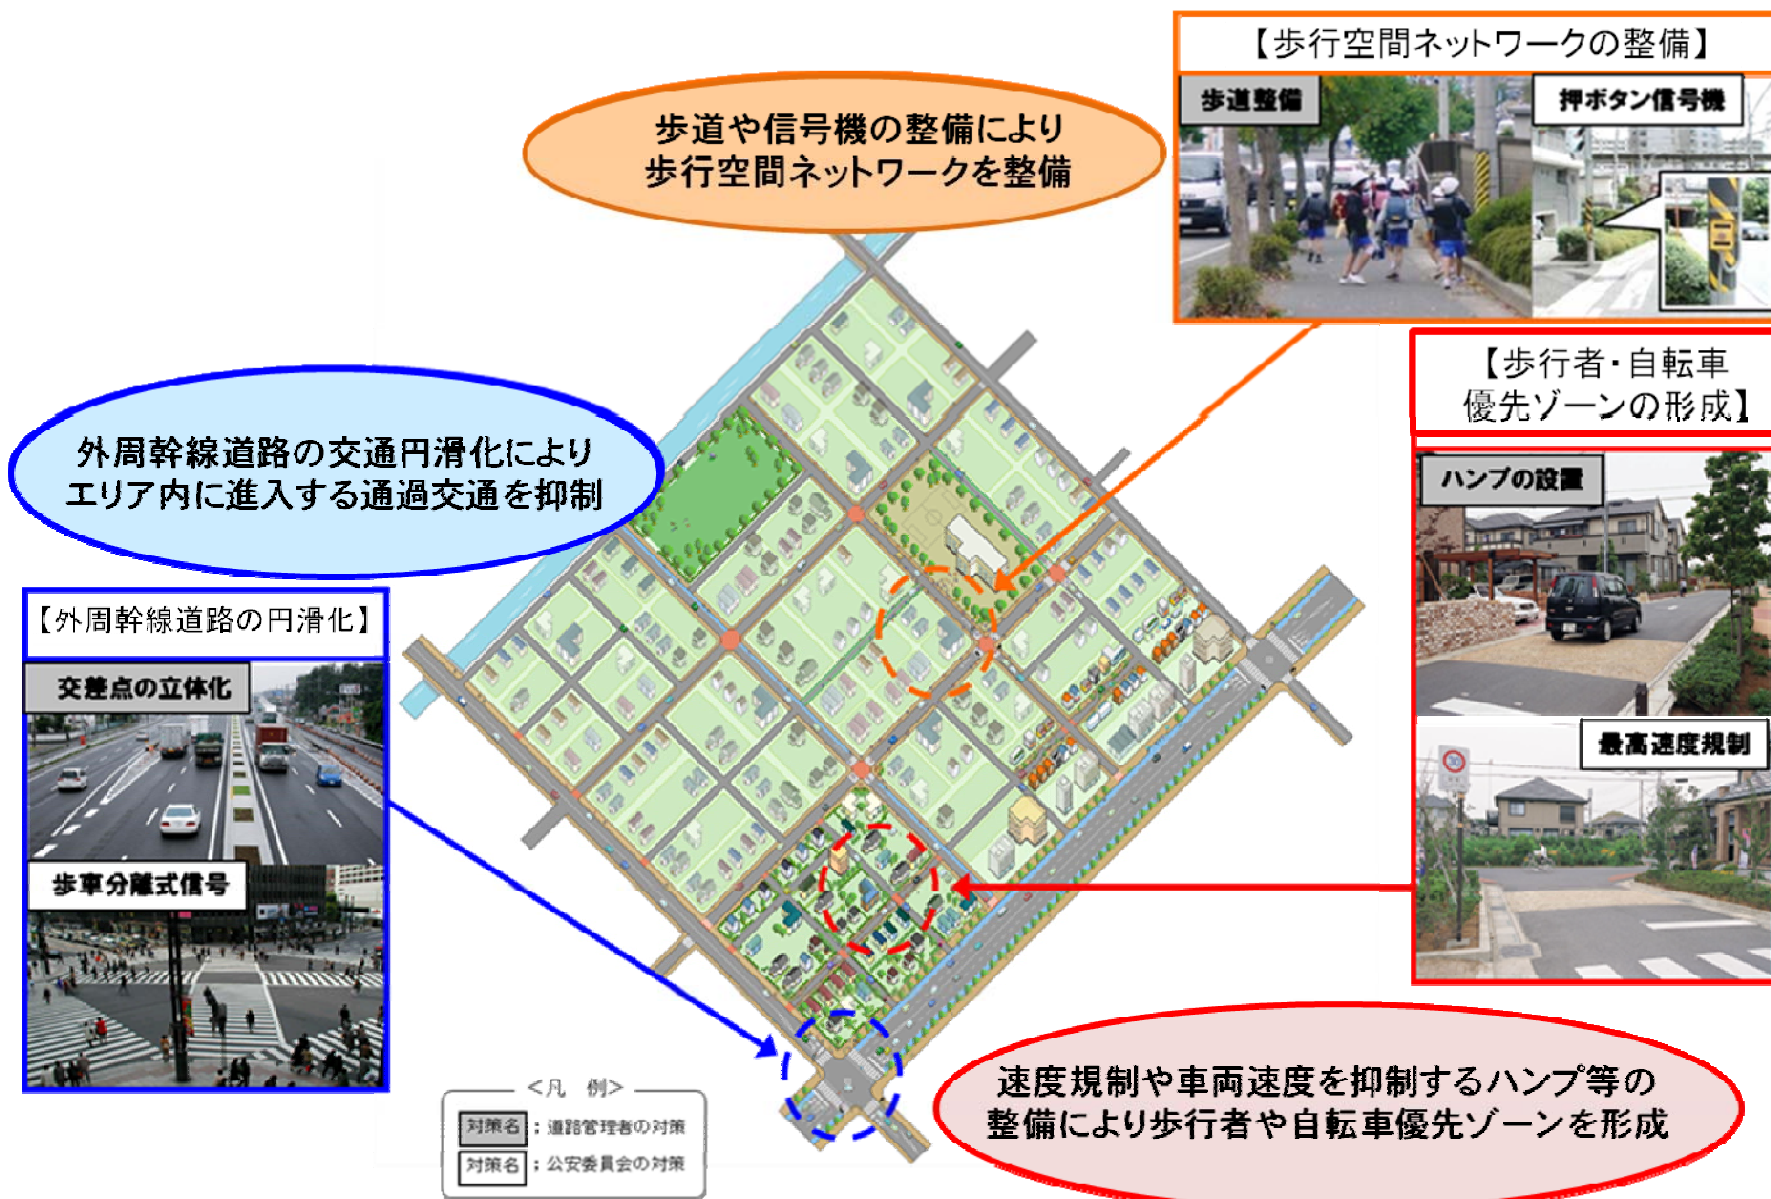 【歩行空間ネットワークの整備】
歩道整備
押ボタン信号機
歩道や信号機の整備により
歩行空間ネットワークを整備
【歩行者・自転車
優先ゾーンの形成】
ハンプの設置
最高速度規制
30
外周幹線道路の交通円滑化により
エリア内に進入する通過交通を抑制
【外周幹線道路の円滑化】
交差点の立体化
歩車分離式信号
速度規制や車両速度を抑制するハンプ等の
整備により歩行者や自転車優先ゾーンを形成
<凡 例>
対策名 ; 道路管理者の対策
対策名 ; 公安委員会の対策